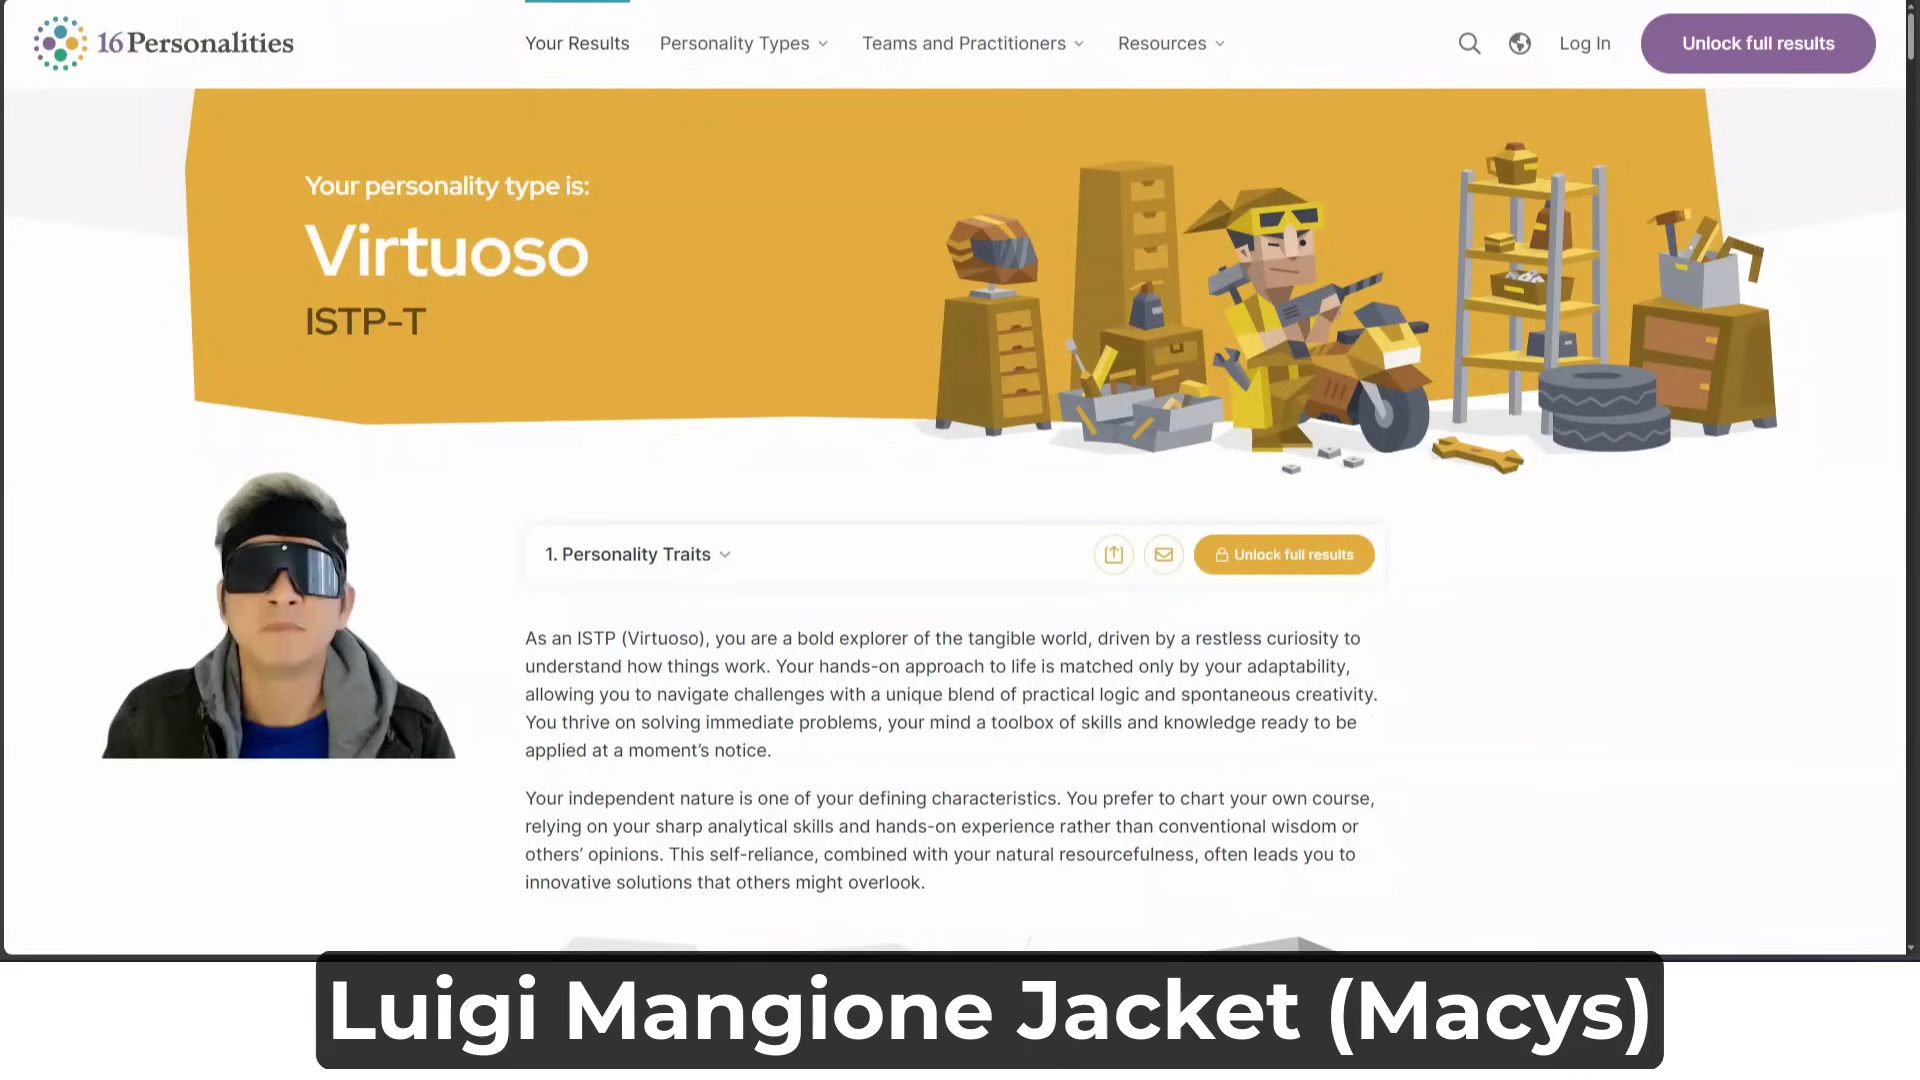 16Personalities
Your Results
Personality Types
Teams and Practitioners
Resources
Log In
Unlock full results
Your personality type is:
Virtuoso
ISTP-T
1. Personality Traits
Unlock full results
As an ISTP (Virtuoso), you are a bold explorer of the tangible world, driven by a restless curiosity to
understand how things work. Your hands-on approach to life is matched only by your adaptability,
allowing you to navigate challenges with a unique blend of practical logic and spontaneous creativity.
You thrive on solving immediate problems, your mind a toolbox of skills and knowledge ready to be
applied at a moment’s notice.
Your independent nature is one of your defining characteristics. You prefer to chart your own course,
relying on your sharp analytical skills and hands-on experience rather than conventional wisdom or
others’ opinions. This self-reliance, combined with your natural resourcefulness, often leads you to
innovative solutions that others might overlook.
Luigi Mangione Jacket (Macys)